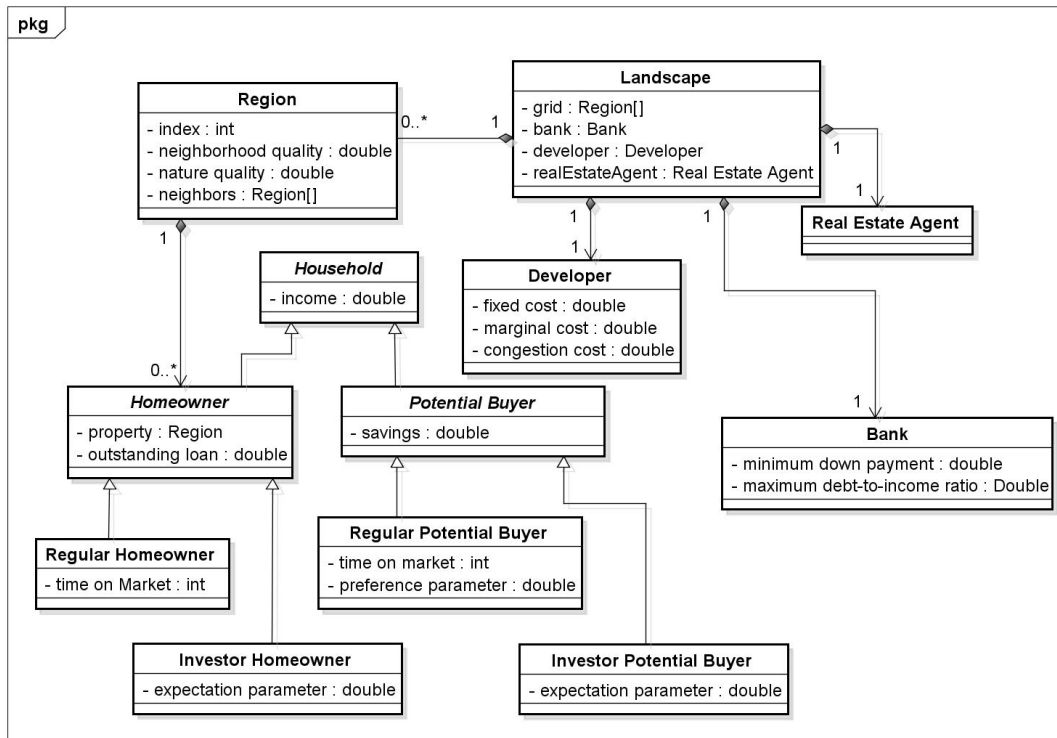 pkg
Region
- index : int
- neighborhood quality : double
- nature quality : double
- neighbors : Region[]
0..*
1
Landscape
- grid : Region[]
- bank : Bank
- developer : Developer
- realEstateAgent : Real Estate Agent
1
1
Real Estate Agent
1
1
1
1
Household
- income : double
Developer
- fixed cost : double
- marginal cost : double
- congestion cost : double
0..*
Homeowner
- property : Region
- outstanding loan : double
Potential Buyer
- savings : double
1
Bank
- minimum down payment : double
- maximum debt-to-income ratio : Double
Regular Homeowner
- time on Market : int
Regular Potential Buyer
- time on market : int
- preference parameter : double
Investor Homeowner
- expectation parameter : double
Investor Potential Buyer
- expectation parameter : double